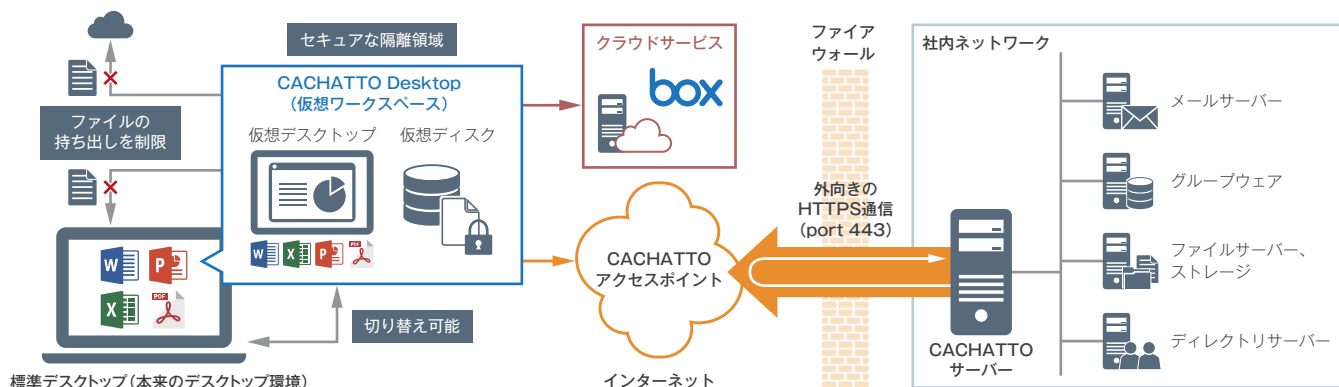 セキュアな隔離領域
CACHATTO Desktop
（仮想ワークスペース）
仮想デスクトップ
仮想ディスク
W
X
P
PDF
ファイルの
持ち出しを制限
W
P
X
PDF
切り替え可能
標準デスクトップ（本来のデスクトップ環境）
クラウドサービス
box
CACHATTO
アクセスポイント
インターネット
ファイア
ウォール
外向きの
HTTPS通信
（port 443）
社内ネットワーク
CACHATTO
サーバー
メールサーバー
グループウェア
ファイルサーバー、
ストレージ
ディレクトリサーバー